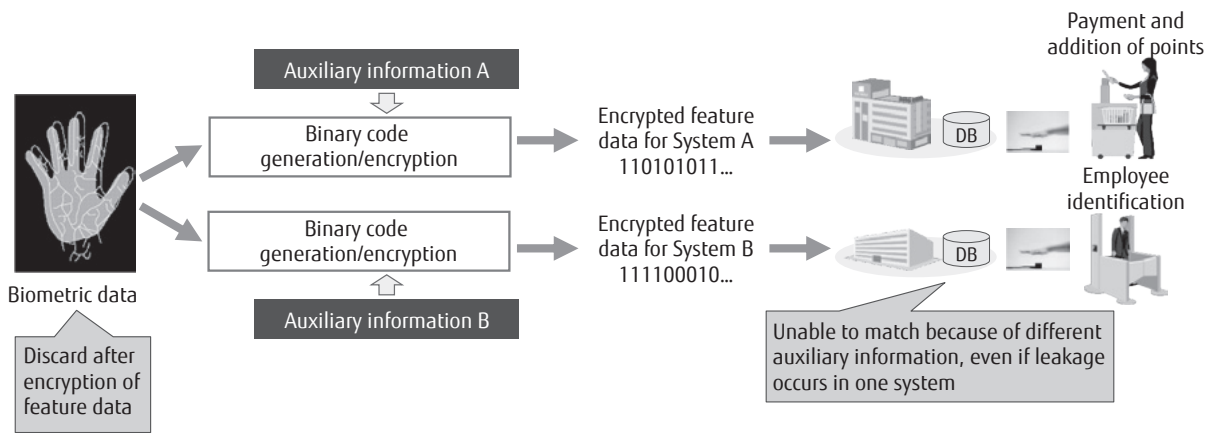 Payment and
addition of points
Auxiliary information A
Binary code
generation/encryption
Encrypted feature
data for System A
110101011...
DB
Employee
identification
Binary code
generation/encryption
Encrypted feature
data for System B
111100010...
DB
Biometric data
Auxiliary information B
Discard after
encryption of
feature data
Unable to match because of different
auxiliary information, even if leakage
occurs in one system